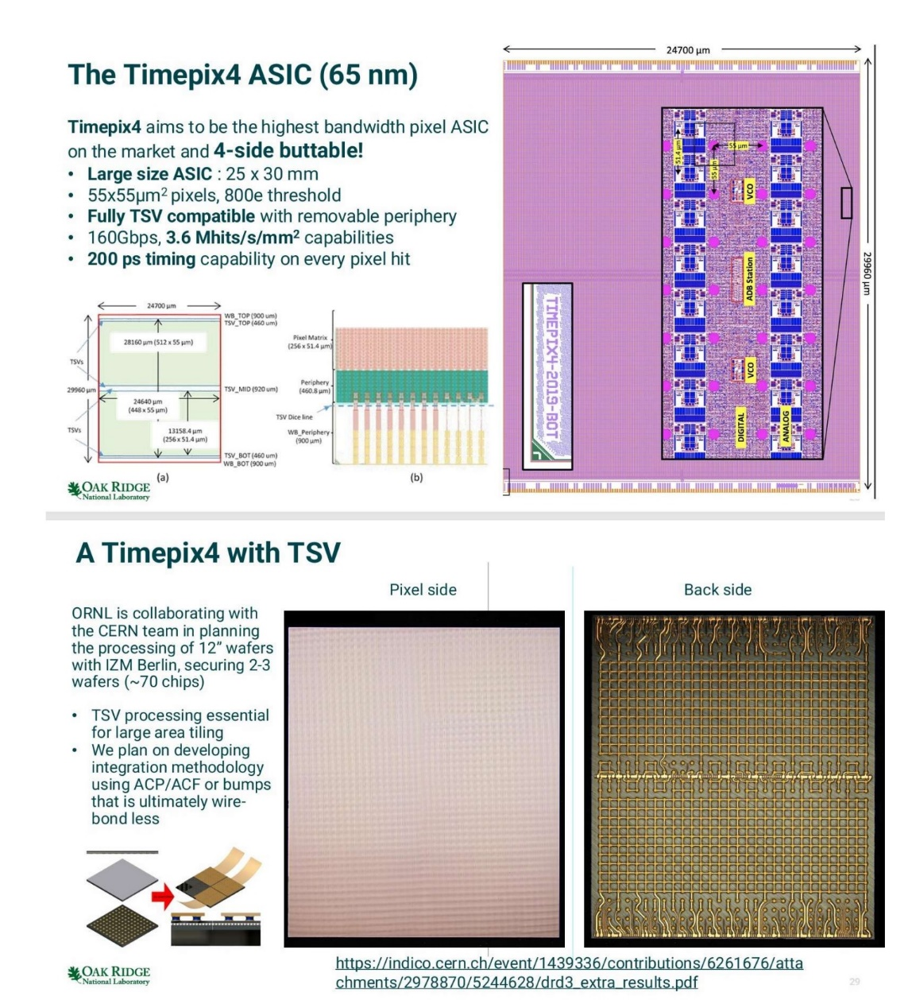 The Timepix4 ASIC (65 nm)
Timepix4 aims to be the highest bandwidth pixel ASIC
on the market and 4-side buttable!
• Large size ASIC : 25 x 30 mm
• 55x55µm² pixels, 800e threshold
• Fully TSV compatible with removable periphery
• 160Gbps, 3.6 Mhits/s/mm² capabilities
• 200 ps timing capability on every pixel hit
24700 µm
WB_TOP (900 um)
TSV_TOP (460 um)
28160 µm (512 x 55 µm)
TSVs
29960 µm
TSV_MID (920 um)
24640 µm
(448 x 55 µm)
TSVs
13158.4 µm
(256 x 51.4 µm)
TSV_BOT (460 um)
WB_BOT (900 um)
(a)
Pixel Matrix
(256 x 51.4 µm)
Periphery
(460.8 µm)
TSV Dice line
WB_Periphery
(900 µm)
(b)
24700 µm
29960 µm
51.4 µm
55 µm
55 µm
VCO
ADB Station
VCO
DIGITAL
ANALOG
TIMEPIX4-2019-BOT
OAK RIDGE
National Laboratory
A Timepix4 with TSV
Pixel side
Back side
ORNL is collaborating with
the CERN team in planning
the processing of 12” wafers
with IZM Berlin, securing 2-3
wafers (~70 chips)
• TSV processing essential
for large area tiling
• We plan on developing
integration methodology
using ACP/ACF or bumps
that is ultimately wire-
bond less
https://indico.cern.ch/event/1439336/contributions/6261676/atta
chments/2978870/5244628/drd3_extra_results.pdf
OAK RIDGE
National Laboratory
29